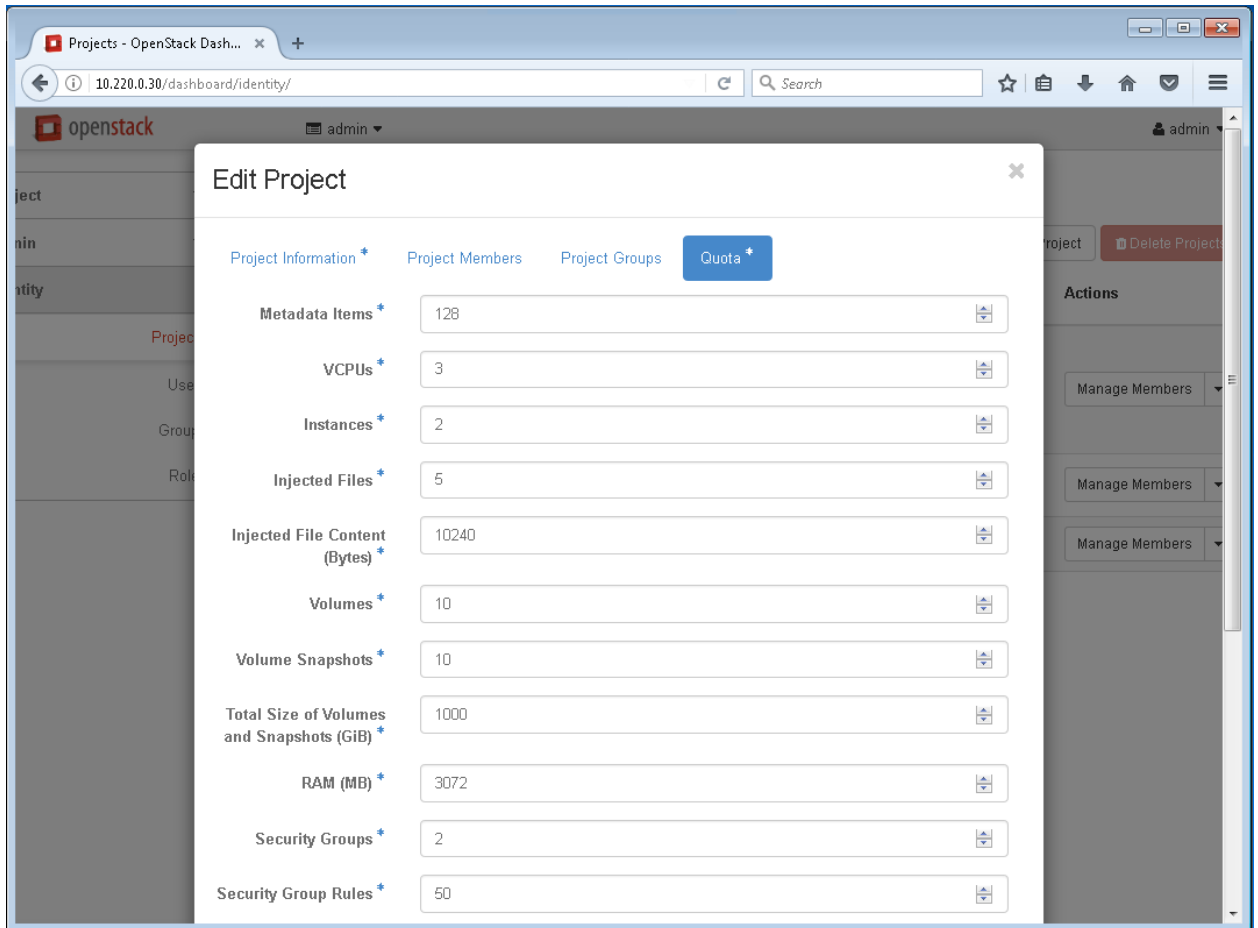 Projects - OpenStack Dash...
10.220.0.30/dashboard/identity/
Search
openstack
admin
admin
Edit Project
ject
nin
roject
Delete Projects
Project Information *
Project Members
Project Groups
Quota *
ntity
Actions
Metadata Items *
128
Projec
VCPUs *
3
Use
Manage Members
Instances *
2
Group
Injected Files *
5
Role
Manage Members
Injected File Content
(Bytes) *
10240
Manage Members
Volumes *
10
Volume Snapshots *
10
Total Size of Volumes
and Snapshots (GiB) *
1000
RAM (MB) *
3072
Security Groups *
2
Security Group Rules *
50